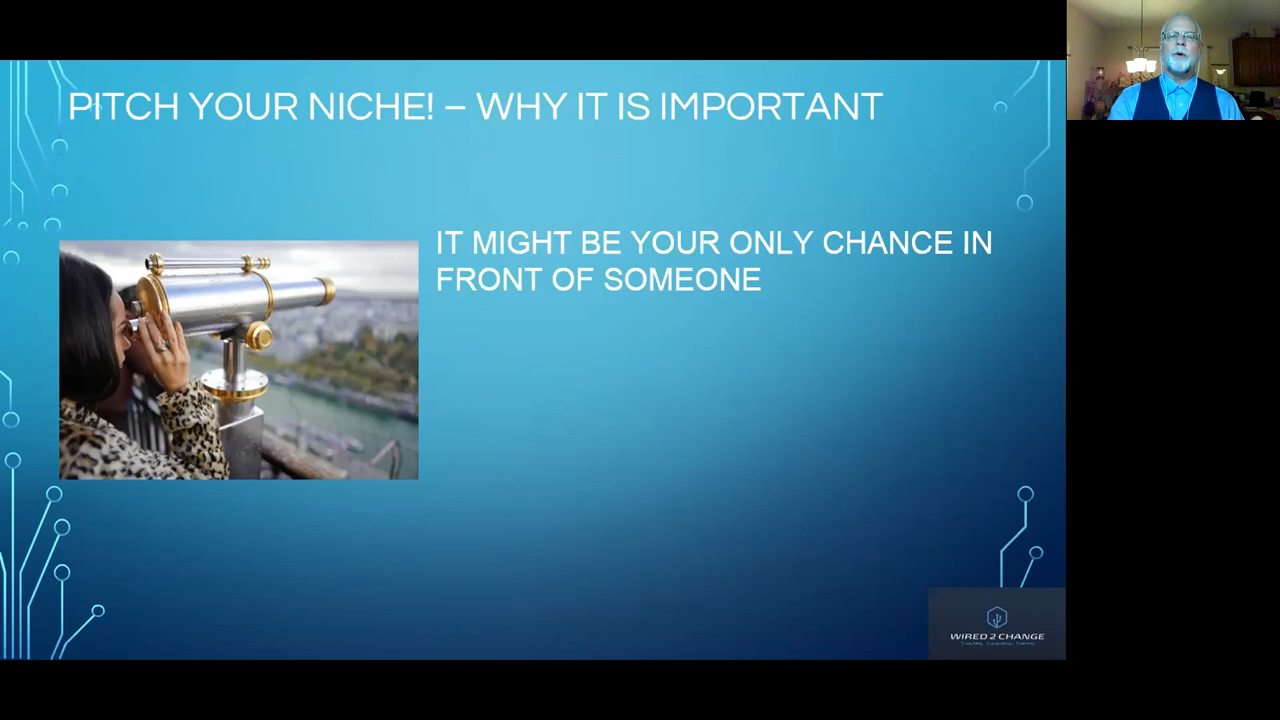 PITCH YOUR NICHE! – WHY IT IS IMPORTANT
IT MIGHT BE YOUR ONLY CHANCE IN
FRONT OF SOMEONE
WIRED 2 CHANGE